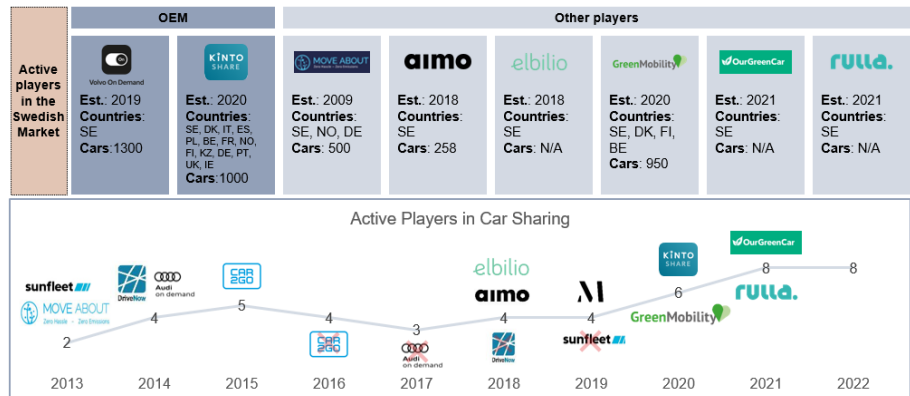 OEM
Other players
Active
players
in the
Swedish
Market
Volvo On Demand
Est.: 2019
Countries:
SE
Cars:1300
KINTO
SHARE
Est.: 2020
Countries:
SE, DK, IT, ES,
PL, BE, FR, NO,
FI, KZ, DE, PT,
UK, IE
Cars:1000
MOVE ABOUT
Zero Hassle - Zero Emissions
Est.: 2009
Countries:
SE, NO, DE
Cars: 500
aimo
Est.: 2018
Countries:
SE
Cars: 258
elbilio
Est.: 2018
Countries:
SE
Cars: N/A
GreenMobility
Est.: 2020
Countries:
SE, DK, FI,
BE
Cars: 950
OurGreenCar
Est.: 2021
Countries:
SE
Cars: N/A
rulla.
Est.: 2021
Countries:
SE
Cars: N/A
Active Players in Car Sharing
sunfleet
MOVE ABOUT
Zero Hassle - Zero Emissions
2
DriveNow
Audi
on demand
4
CAR
2GO
5
4
CAR
2GO
3
Audi
on demand
elbilio
aimo
4
DriveNow
M
4
sunfleet
KINTO
SHARE
6
GreenMobility
OurGreenCar
8
rulla.
8
2013 2014 2015 2016 2017 2018 2019 2020 2021 2022